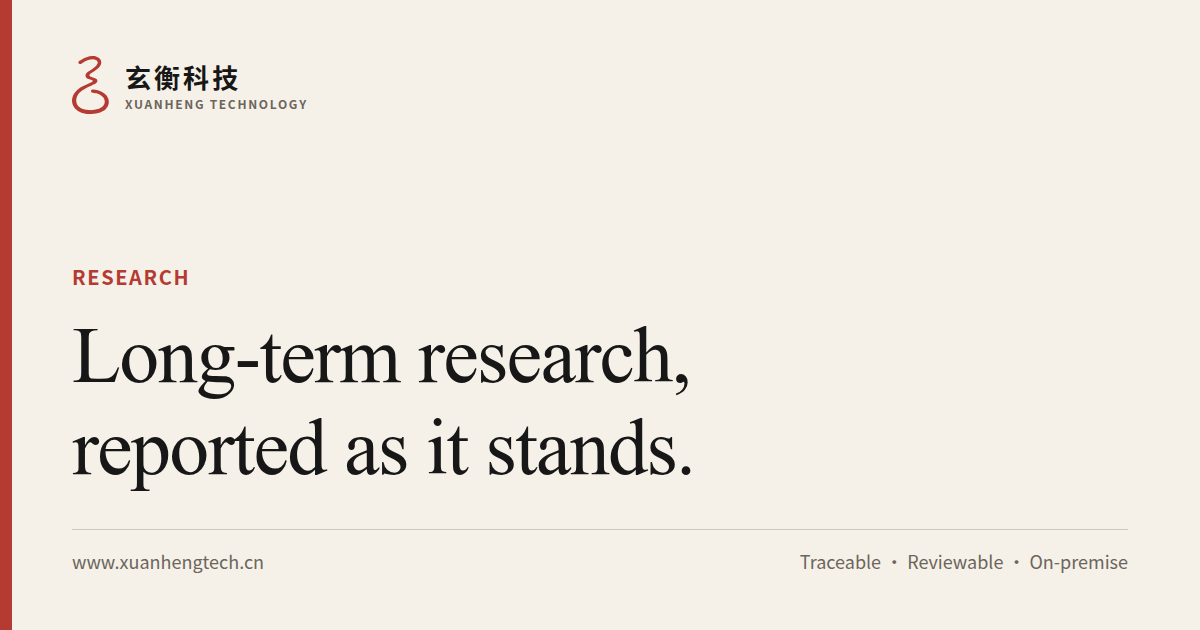 玄衡科技
XUANHENG TECHNOLOGY
RESEARCH
Long-term research,
reported as it stands.
www.xuanhengtech.cn
Traceable • Reviewable • On-premise